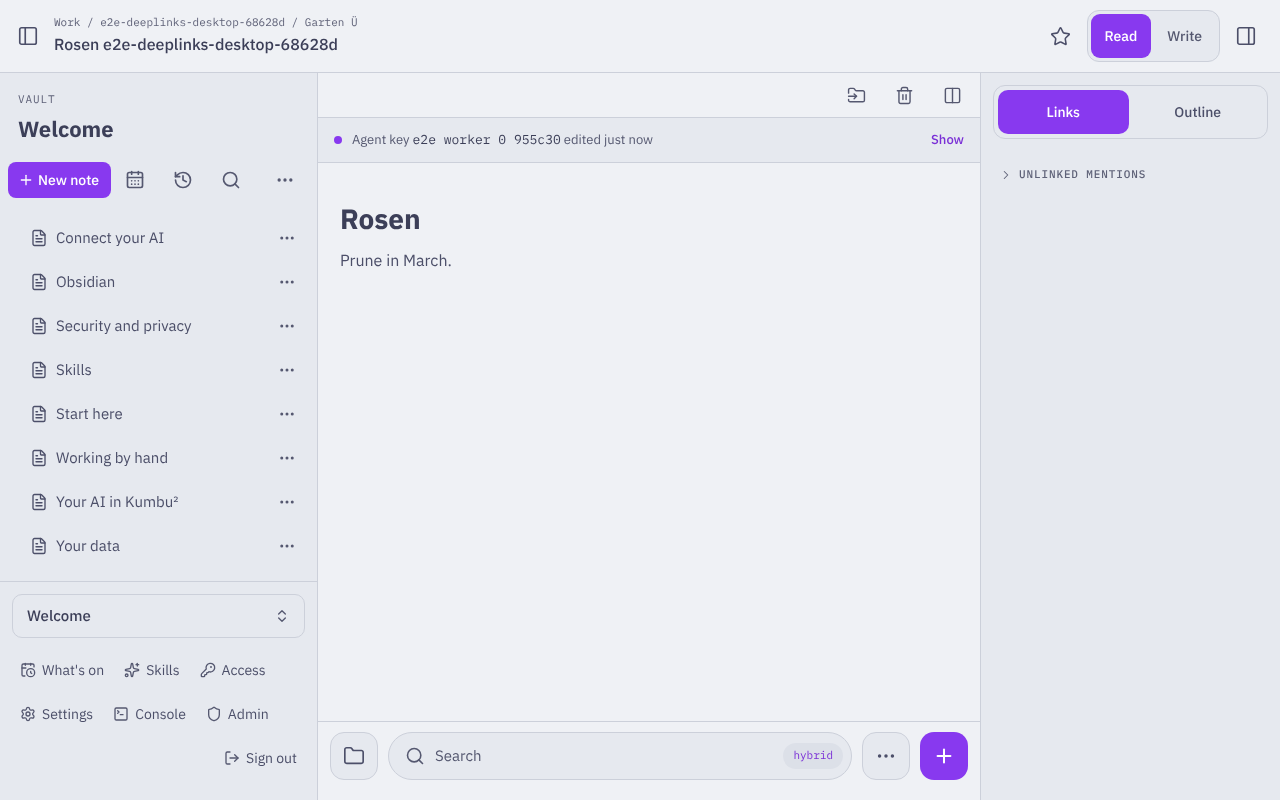 Work / e2e-deeplinks-desktop-68628d / Garten Ü
Rosen e2e-deeplinks-desktop-68628d
Read
Write
VAULT
Welcome
New note
Connect your AI
Obsidian
Security and privacy
Skills
Start here
Working by hand
Your AI in Kumbu²
Your data
Welcome
What's on
Skills
Access
Settings
Console
Admin
Sign out
Agent key e2e worker 0 955c30 edited just now
Show
Rosen
Prune in March.
Search
hybrid
Links
Outline
UNLINKED MENTIONS